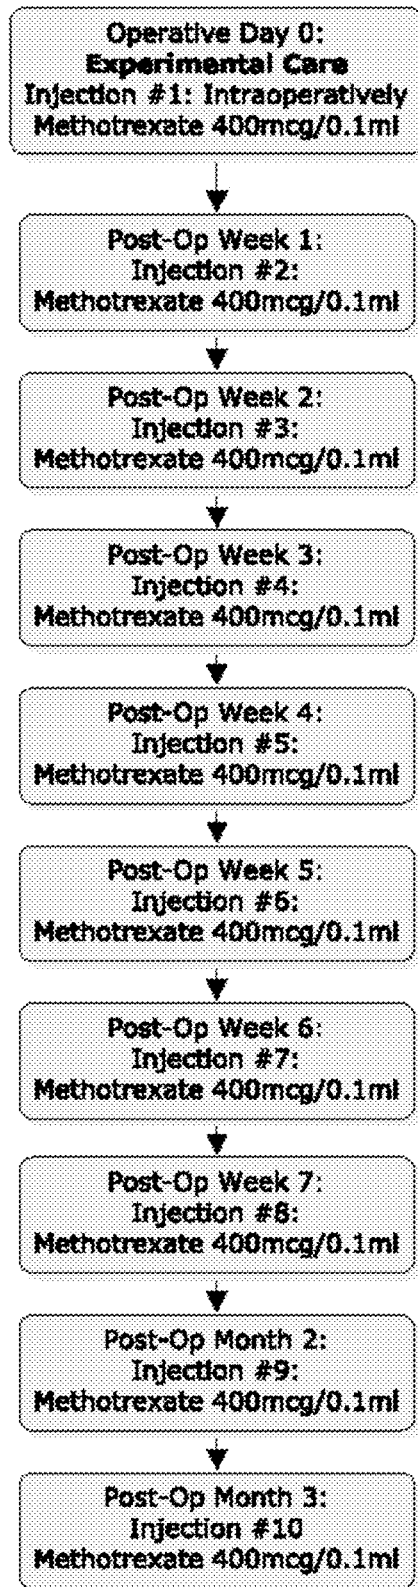 Operative Day 0:
Experimental Care
Injection #1: Intraoperatively
Methotrexate 400mcg/0.1ml
Post-Op Week 1:
Injection #2:
Methotrexate 400mcg/0.1ml
Post-Op Week 2:
Injection #3:
Methotrexate 400mcg/0.1ml
Post-Op Week 3:
Injection #4:
Methotrexate 400mcg/0.1ml
Post-Op Week 4:
Injection #5:
Methotrexate 400mcg/0.1ml
Post-Op Week 5:
Injection #6:
Methotrexate 400mcg/0.1ml
Post-Op Week 6:
Injection #7:
Methotrexate 400mcg/0.1ml
Post-Op Week 7:
Injection #8:
Methotrexate 400mcg/0.1ml
Post-Op Month 2:
Injection #9:
Methotrexate 400mcg/0.1ml
Post-Op Month 3:
Injection #10
Methotrexate 400mcg/0.1ml